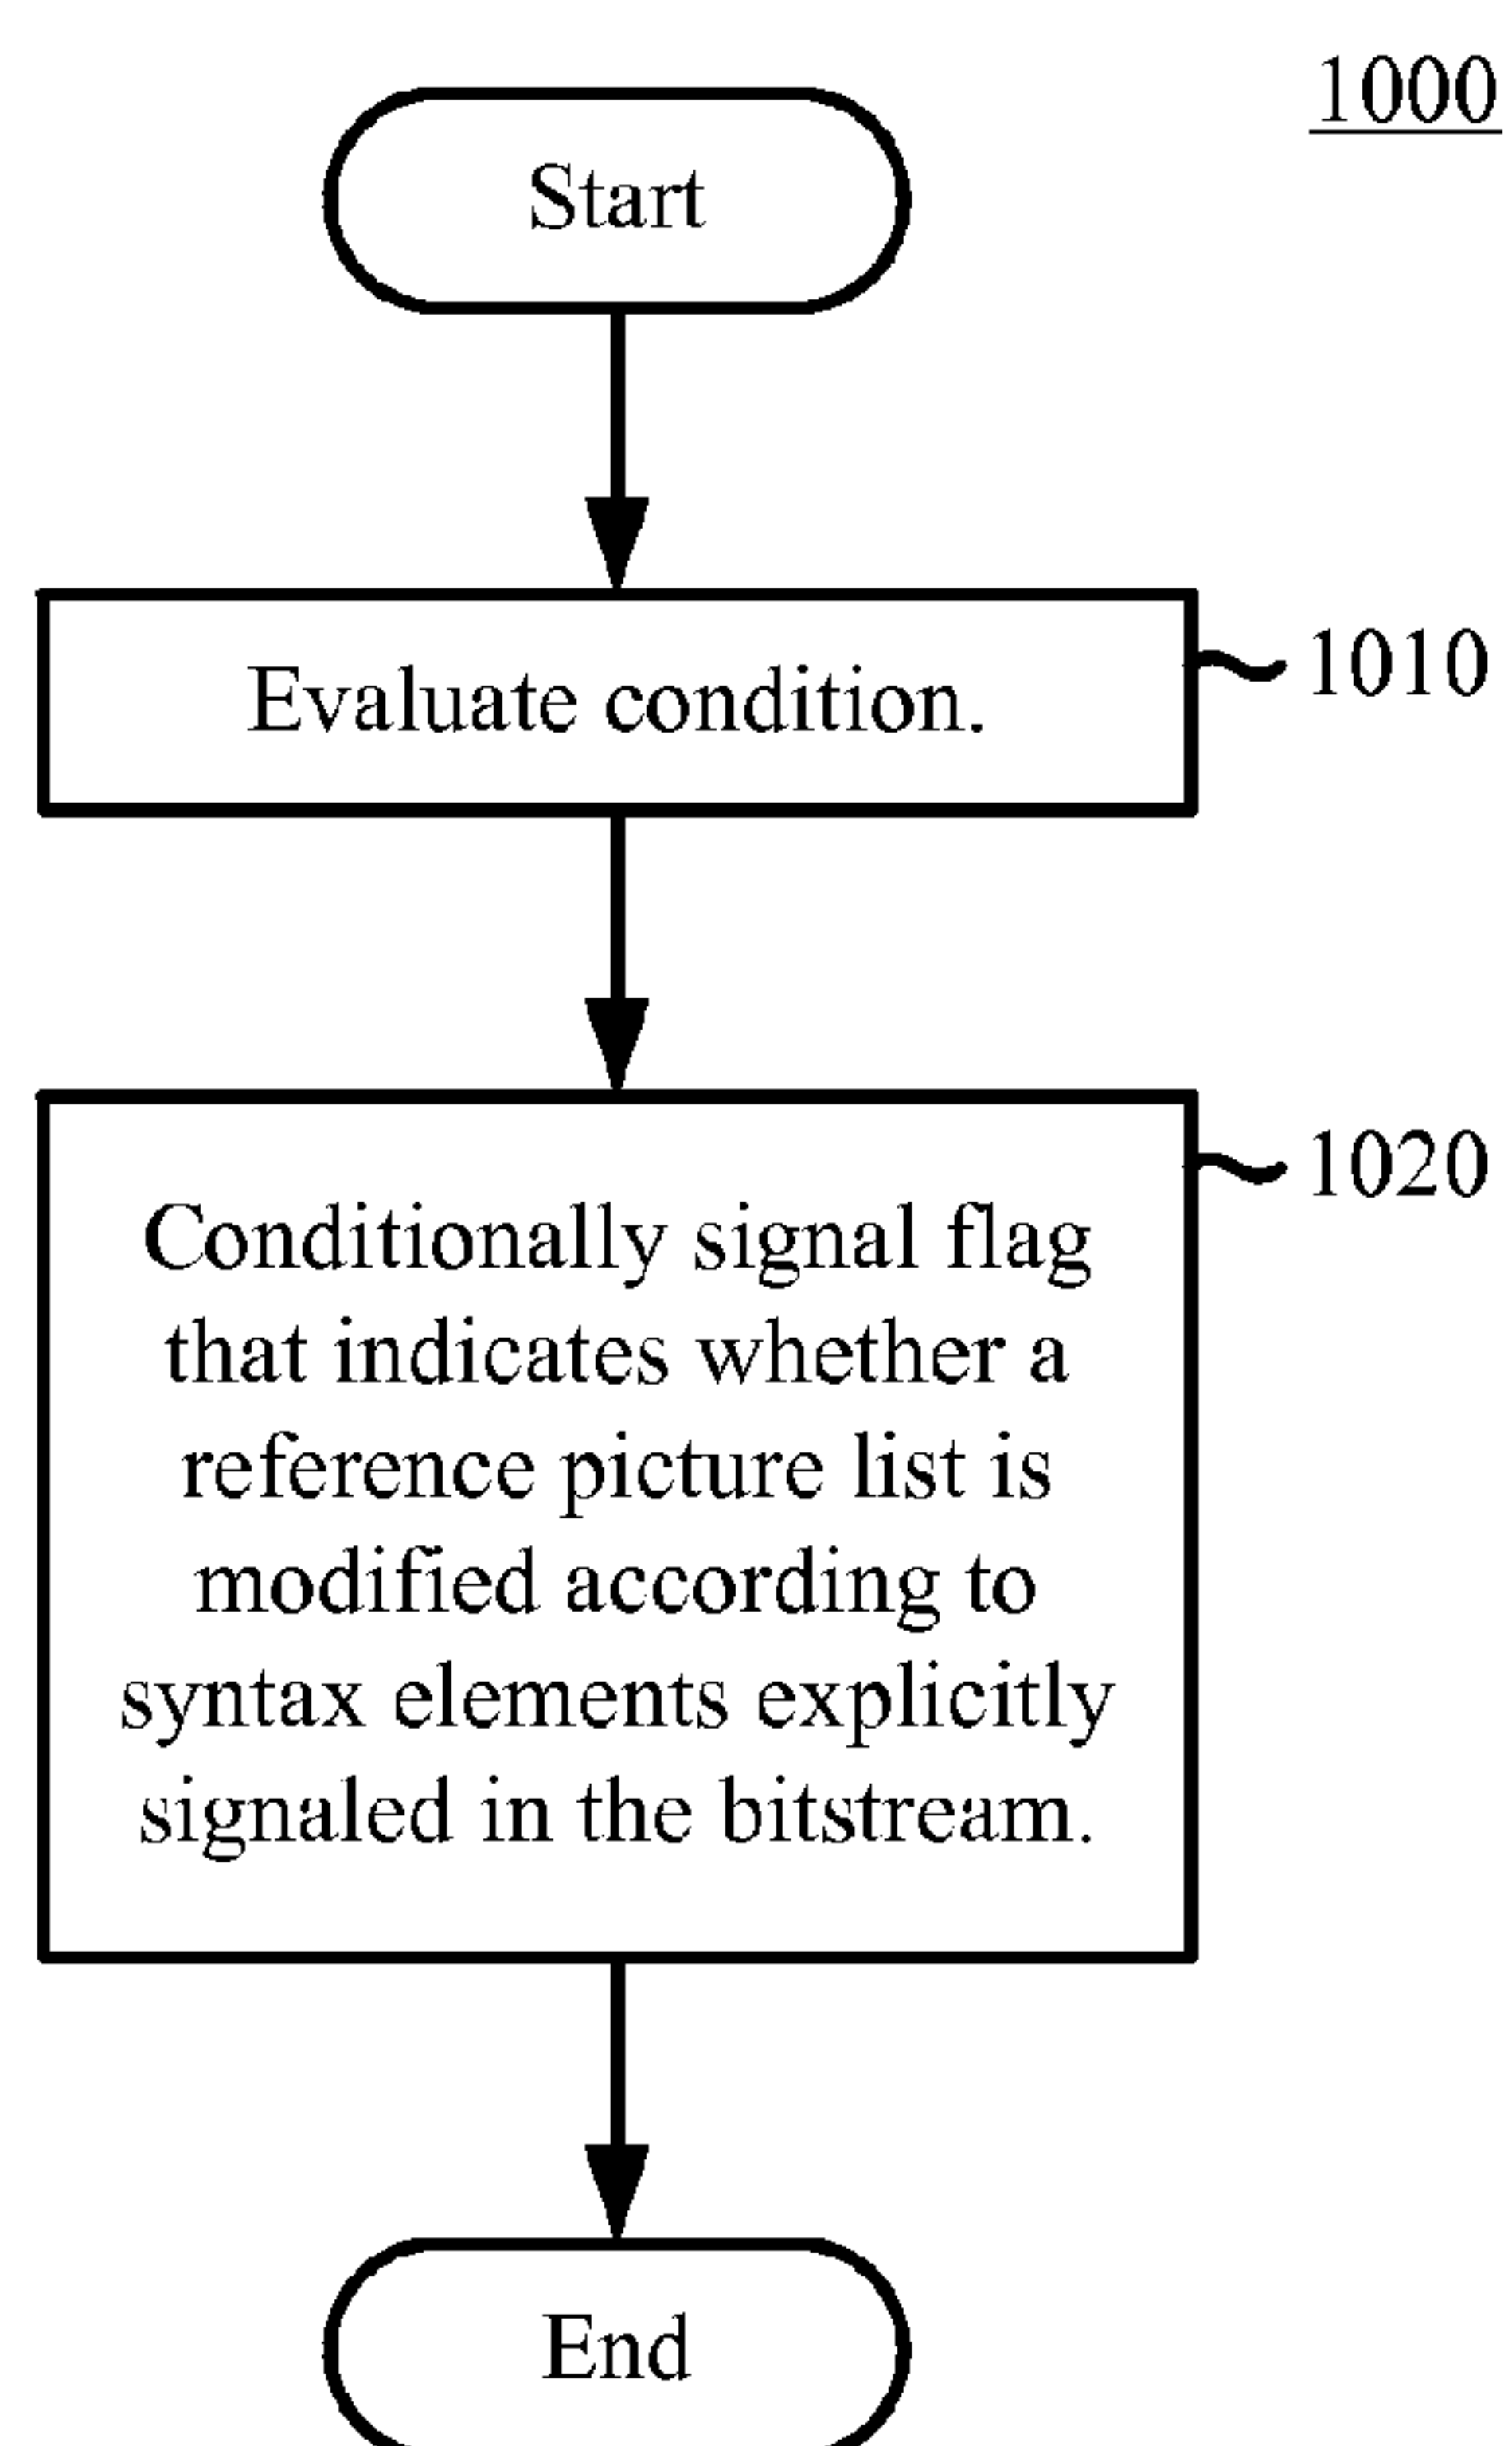 1000
Start
Evaluate condition.
1010
Conditionally signal flag
that indicates whether a
reference picture list is
modified according to
syntax elements explicitly
signaled in the bitstream.
1020
End